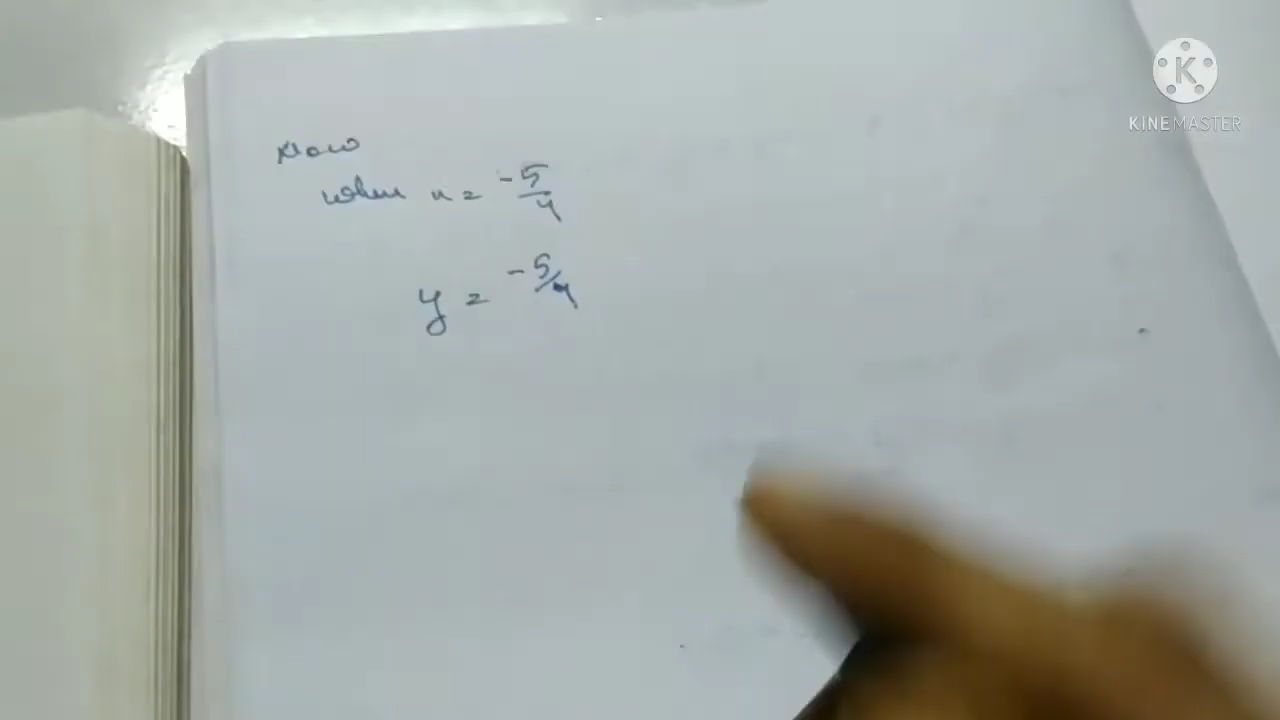 Now
when x = -5/4
y = -5/4
K
KINEMASTER